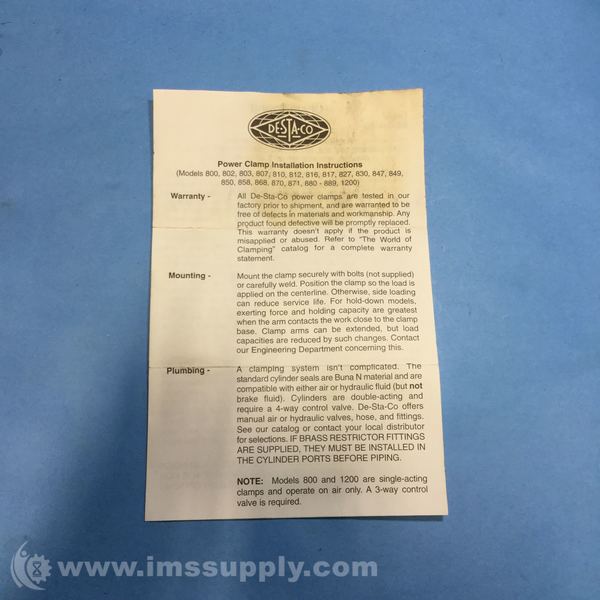 DE-STA-CO
Power Clamp Installation Instructions
(Models 800, 802, 803, 807, 810, 812, 816, 817, 827, 830, 847, 849,
850, 858, 868, 870, 871, 880 - 889, 1200)
Warranty - All De-Sta-Co power clamps are tested in our
factory prior to shipment, and are warranted to be
free of defects in materials and workmanship. Any
product found defective will be promptly replaced.
This warranty doesn't apply if the product is
misapplied or abused. Refer to "The World of
Clamping" catalog for a complete warranty
statement.
Mounting - Mount the clamp securely with bolts (not supplied)
or carefully weld. Position the clamp so the load is
applied on the centerline. Otherwise, side loading
can reduce service life. For hold-down models,
exerting force and holding capacity are greatest
when the arm contacts the work close to the clamp
base. Clamp arms can be extended, but load
capacities are reduced by such changes. Contact
our Engineering Department concerning this.
Plumbing - A clamping system isn't complicated. The
standard cylinder seals are Buna N material and are
compatible with either air or hydraulic fluid (but not
brake fluid). Cylinders are double-acting and
require a 4-way control valve. De-Sta-Co offers
manual air or hydraulic valves, hose, and fittings.
See our catalog or contact your local distributor
for selections. IF BRASS RESTRICTOR FITTINGS
ARE SUPPLIED, THEY MUST BE INSTALLED IN
THE CYLINDER PORTS BEFORE PIPING.
NOTE: Models 800 and 1200 are single-acting
clamps and operate on air only. A 3-way control
valve is required.
© www.imssupply.com